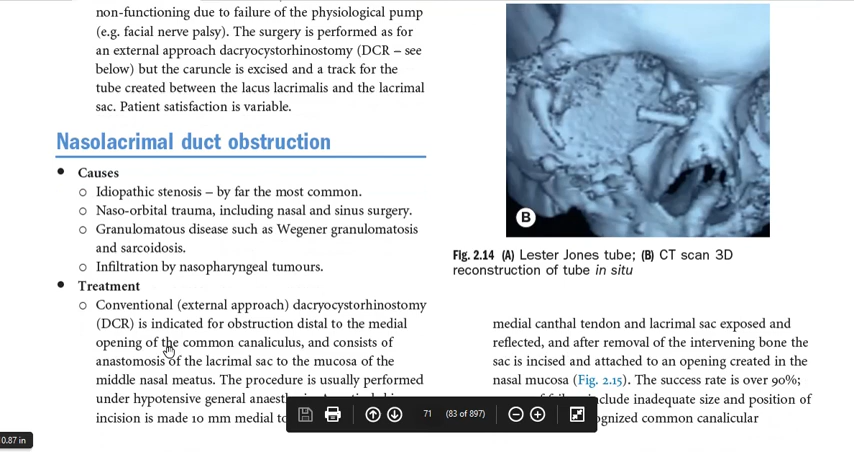 non-functioning due to failure of the physiological pump
(e.g. facial nerve palsy). The surgery is performed as for
an external approach dacryocystorhinostomy (DCR – see
below) but the caruncle is excised and a track for the
tube created between the lacus lacrimalis and the lacrimal
sac. Patient satisfaction is variable.
Nasolacrimal duct obstruction
• Causes
○ Idiopathic stenosis – by far the most common.
○ Naso-orbital trauma, including nasal and sinus surgery.
○ Granulomatous disease such as Wegener granulomatosis
and sarcoidosis.
○ Infiltration by nasopharyngeal tumours.
• Treatment
○ Conventional (external approach) dacryocystorhinostomy
(DCR) is indicated for obstruction distal to the medial
opening of the common canaliculus, and consists of
anastomosis of the lacrimal sac to the mucosa of the
middle nasal meatus. The procedure is usually performed
under hypotensive general
incision is made 10 mm medial to
B
Fig. 2.14 (A) Lester Jones tube; (B) CT scan 3D
reconstruction of tube in situ
medial canthal tendon and lacrimal sac exposed and
reflected, and after removal of the intervening bone the
sac is incised and attached to an opening created in the
nasal mucosa (Fig. 2.15). The success rate is over 90%;
include inadequate size and position of
common canalicular
71 (83 of 897)
0.87 in